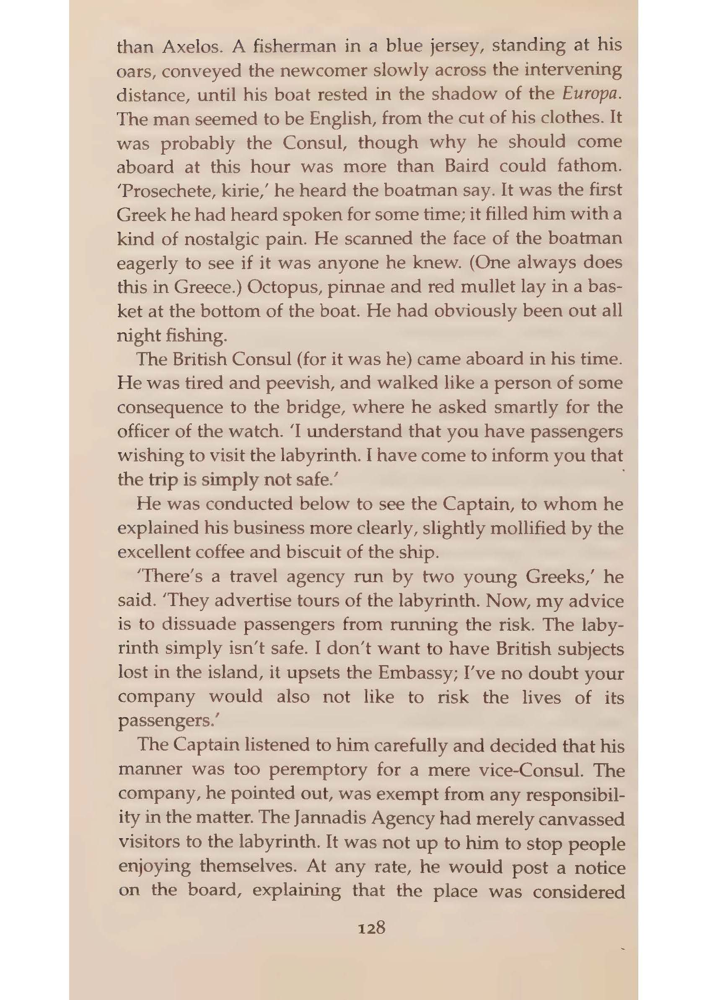 than Axelos. A fisherman in a blue jersey, standing at his
oars, conveyed the newcomer slowly across the intervening
distance, until his boat rested in the shadow of the Europa.
The man seemed to be English, from the cut of his clothes. It
was probably the Consul, though why he should come
aboard at this hour was more than Baird could fathom.
'Prosechete, kirie,' he heard the boatman say. It was the first
Greek he had heard spoken for some time; it filled him with a
kind of nostalgic pain. He scanned the face of the boatman
eagerly to see if it was anyone he knew. (One always does
this in Greece.) Octopus, pinnae and red mullet lay in a bas-
ket at the bottom of the boat. He had obviously been out all
night fishing.
The British Consul (for it was he) came aboard in his time.
He was tired and peevish, and walked like a person of some
consequence to the bridge, where he asked smartly for the
officer of the watch. 'I understand that you have passengers
wishing to visit the labyrinth. I have come to inform you that
the trip is simply not safe.'
He was conducted below to see the Captain, to whom he
explained his business more clearly, slightly mollified by the
excellent coffee and biscuit of the ship.
'There's a travel agency run by two young Greeks,' he
said. 'They advertise tours of the labyrinth. Now, my advice
is to dissuade passengers from running the risk. The laby-
rinth simply isn't safe. I don't want to have British subjects
lost in the island, it upsets the Embassy; I've no doubt your
company would also not like to risk the lives of its
passengers.'
The Captain listened to him carefully and decided that his
manner was too peremptory for a mere vice-Consul. The
company, he pointed out, was exempt from any responsibil-
ity in the matter. The Jannadis Agency had merely canvassed
visitors to the labyrinth. It was not up to him to stop people
enjoying themselves. At any rate, he would post a notice
on the board, explaining that the place was considered
128